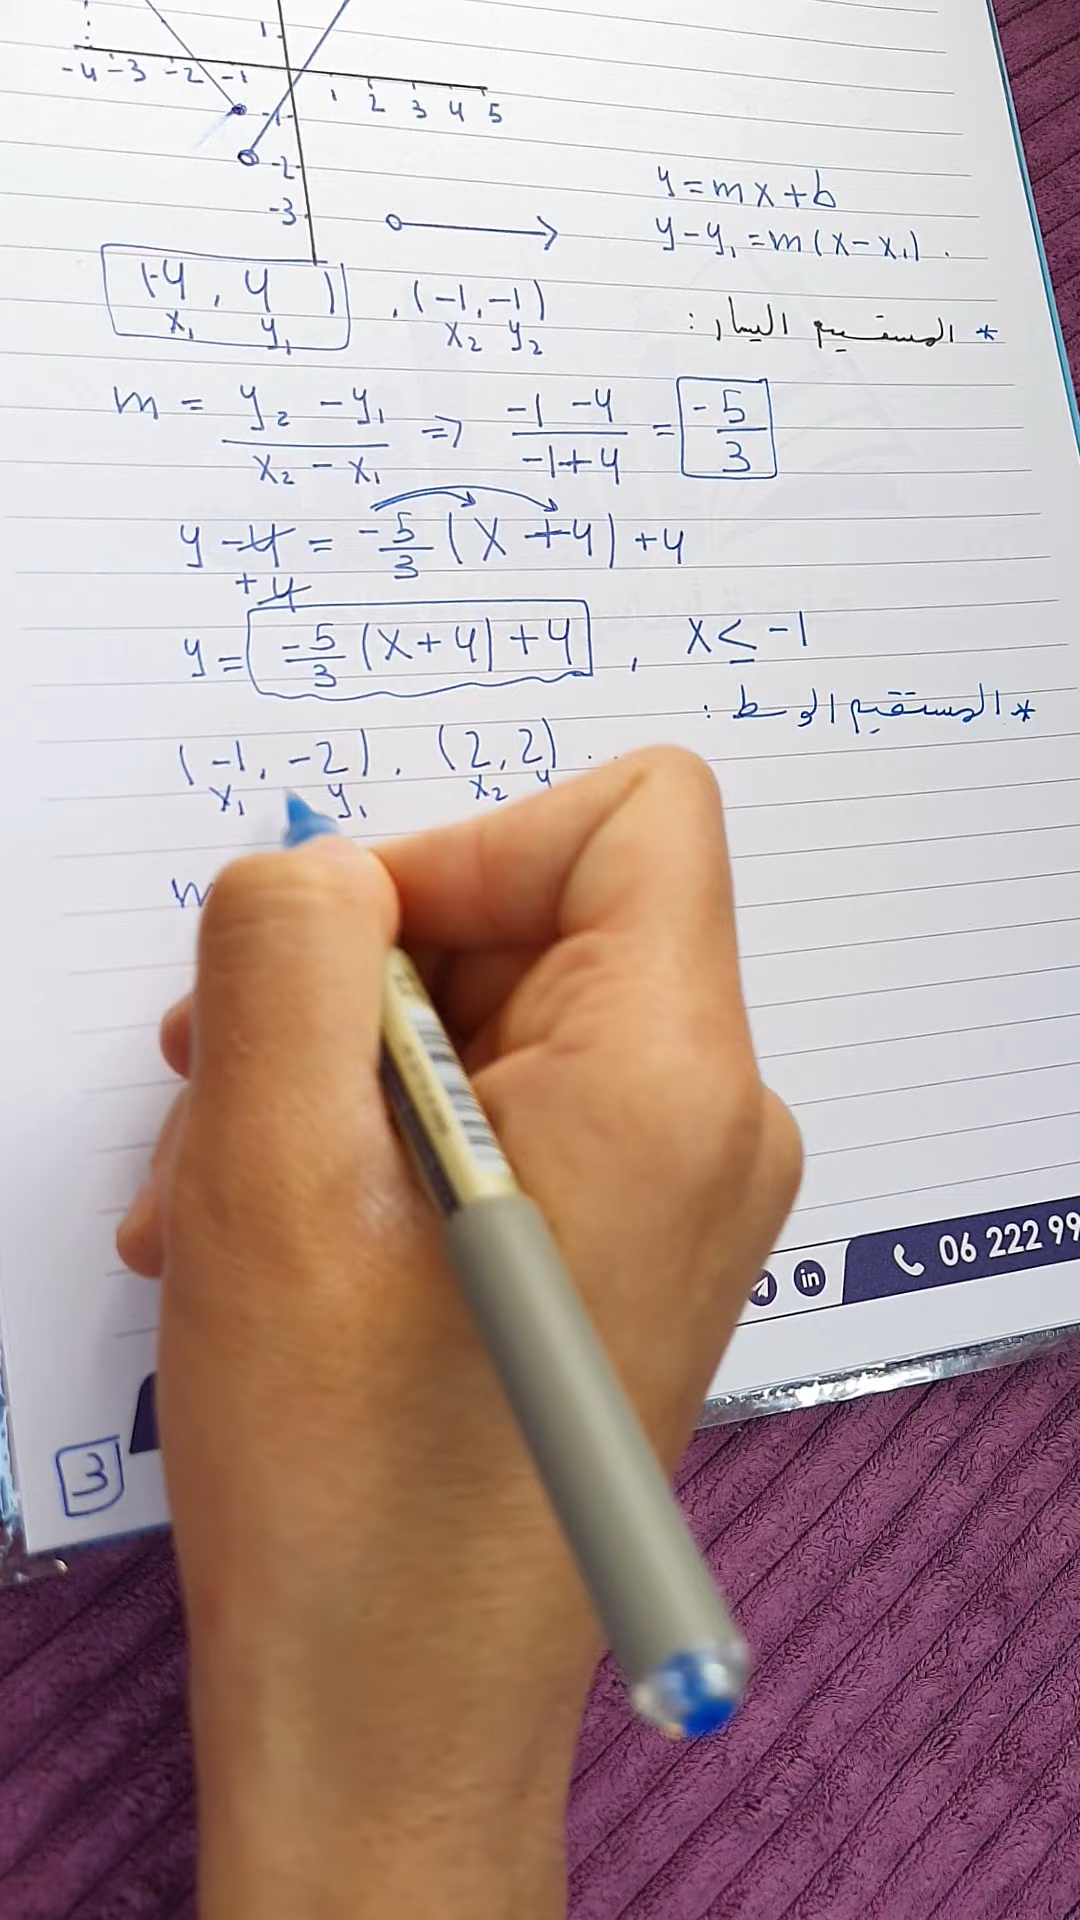 1
-4 -3 -2 -1 1 2 3 4 5
-1
-2
-3
y = mx + b
y - y₁ = m(x - x₁).
(-4, 4) , (-1, -1)
x₁ y₁ x₂ y₂
* المستقيم اليسار :
m = y₂ - y₁ / x₂ - x₁ => -1 -4 / -1+4 = -5/3
y - 4 = -5/3 (x + 4) + 4
+ 4
y = -5/3 (x+4) + 4 , x ≤ -1
* المستقيم الوسط :
(-1, -2), (2, 2)
x₁ y₁ x₂ y
m
06 222 99
in
3